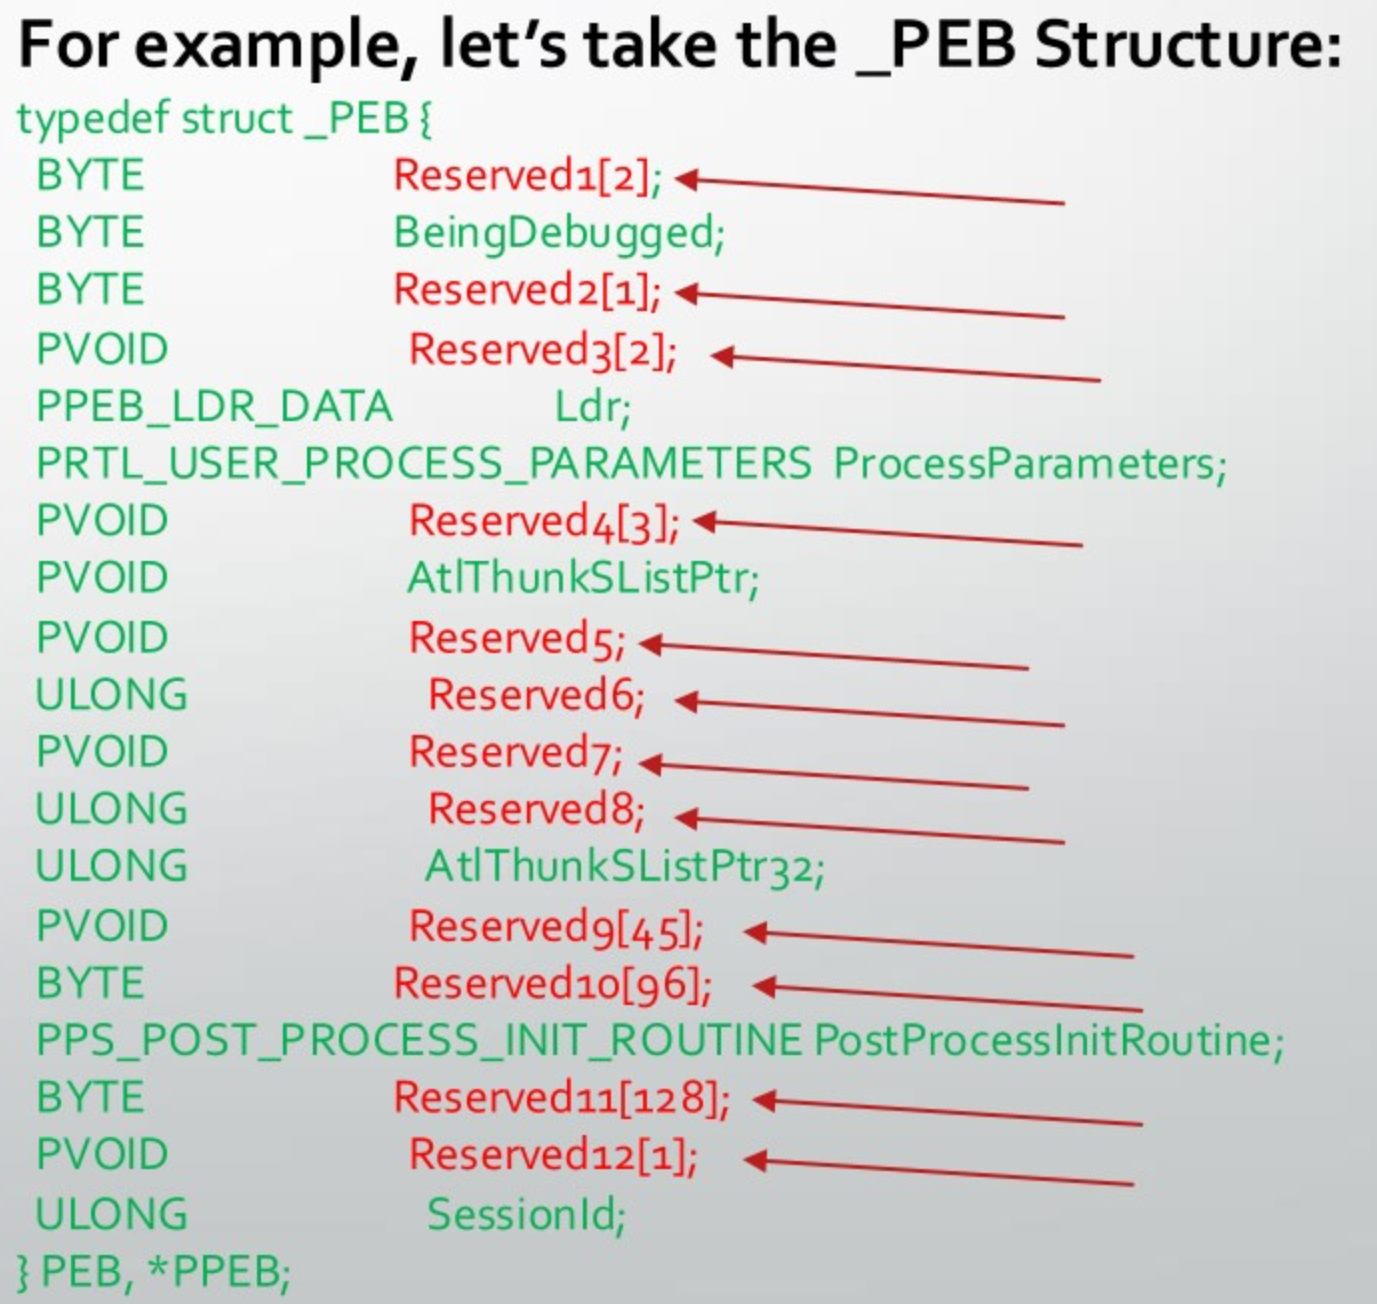 For example, let's take the _PEB Structure:
typedef struct _PEB {
BYTE Reserved1[2];
BYTE BeingDebugged;
BYTE Reserved2[1];
PVOID Reserved3[2];
PPEB_LDR_DATA Ldr;
PRTL_USER_PROCESS_PARAMETERS ProcessParameters;
PVOID Reserved4[3];
PVOID AtlThunkSListPtr;
PVOID Reserved5;
ULONG Reserved6;
PVOID Reserved7;
ULONG Reserved8;
ULONG AtlThunkSListPtr32;
PVOID Reserved9[45];
BYTE Reserved10[96];
PPS_POST_PROCESS_INIT_ROUTINE PostProcessInitRoutine;
BYTE Reserved11[128];
PVOID Reserved12[1];
ULONG SessionId;
} PEB, *PPEB;